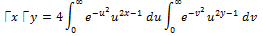 Γx Γy = 4 ∫₀^∞ e^{-u²} u^{2x-1} du ∫₀^∞ e^{-v²} u^{2y-1} dv